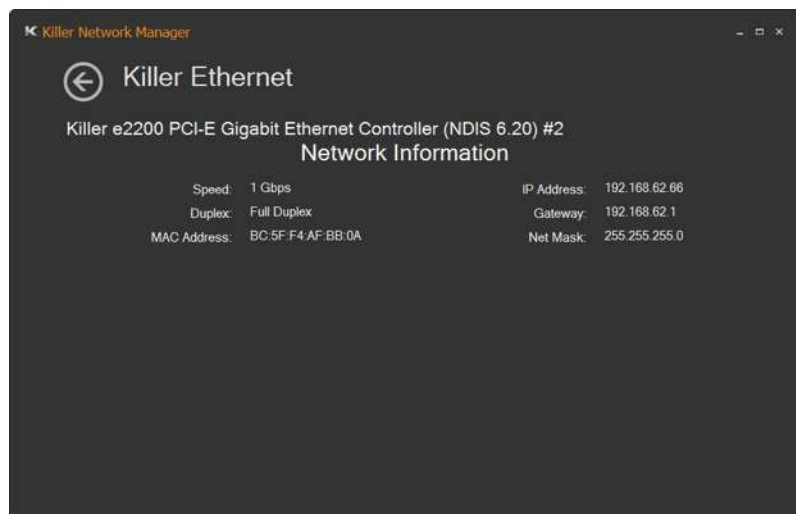 Killer Network Manager
Killer Ethernet
Killer e2200 PCI-E Gigabit Ethernet Controller (NDIS 6.20) #2
Network Information
Speed: 1 Gbps IP Address: 192.168.62.66
Duplex: Full Duplex Gateway: 192.168.62.1
MAC Address: BC:5F:F4:AF:BB:0A Net Mask: 255.255.255.0